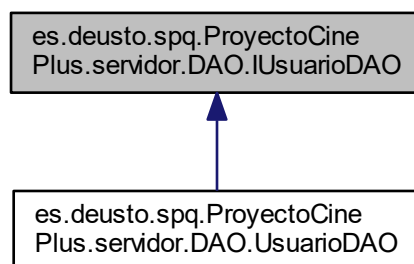 es.deusto.spq.ProyectoCine
Plus.servidor.DAO.IUsuarioDAO
es.deusto.spq.ProyectoCine
Plus.servidor.DAO.UsuarioDAO